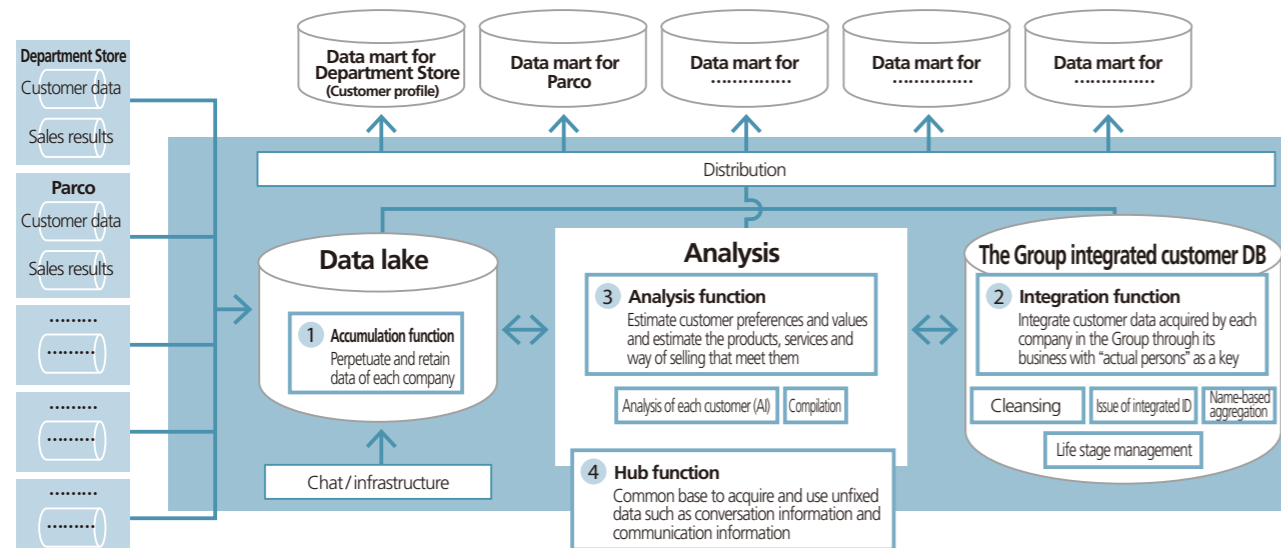 Department Store
Customer data
Sales results
Parco
Customer data
Sales results
.........
.........
.........
.........
.........
.........
Data mart for
Department Store
(Customer profile)
Data mart for
Parco
Data mart for
..............
Data mart for
..............
Data mart for
..............
Distribution
Data lake
1 Accumulation function
Perpetuate and retain
data of each company
Chat / infrastructure
Analysis
3 Analysis function
Estimate customer preferences and values
and estimate the products, services and
way of selling that meet them
Analysis of each customer (AI)
Compilation
4 Hub function
Common base to acquire and use unfixed
data such as conversation information and
communication information
The Group integrated customer DB
2 Integration function
Integrate customer data acquired by each
company in the Group through its
business with “actual persons” as a key
Cleansing
Issue of integrated ID
Name-based
aggregation
Life stage management